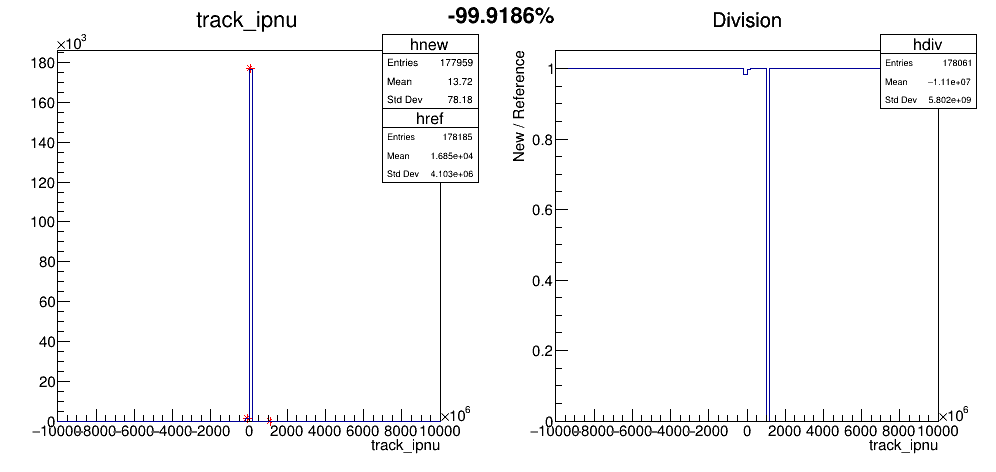 -99.9186%
track_ipnu
×10³
180
160
140
120
100
80
60
40
20
0
−10000 −8000 −6000 −4000 −2000 0 2000 4000 6000 8000 10000
×10⁶
track_ipnu
hnew
Entries 177959
Mean 13.72
Std Dev 78.18
href
Entries 178185
Mean 1.685e+04
Std Dev 4.103e+06
Division
New / Reference
1
0.8
0.6
0.4
0.2
0
−10000 −8000 −6000 −4000 −2000 0 2000 4000 6000 8000 10000
×10⁶
track_ipnu
hdiv
Entries 178061
Mean −1.11e+07
Std Dev 5.802e+09